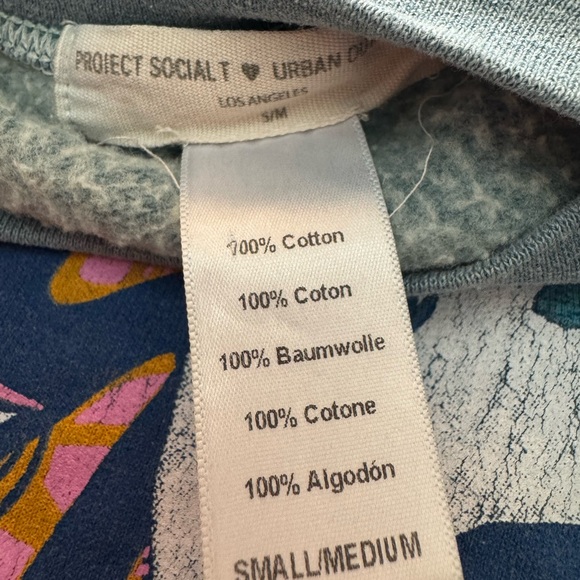 PROJECT SOCIAL T ♥ URBAN
LOS ANGELES
S/M
100% Cotton
100% Coton
100% Baumwolle
100% Cotone
100% Algodón
SMALL/MEDIUM